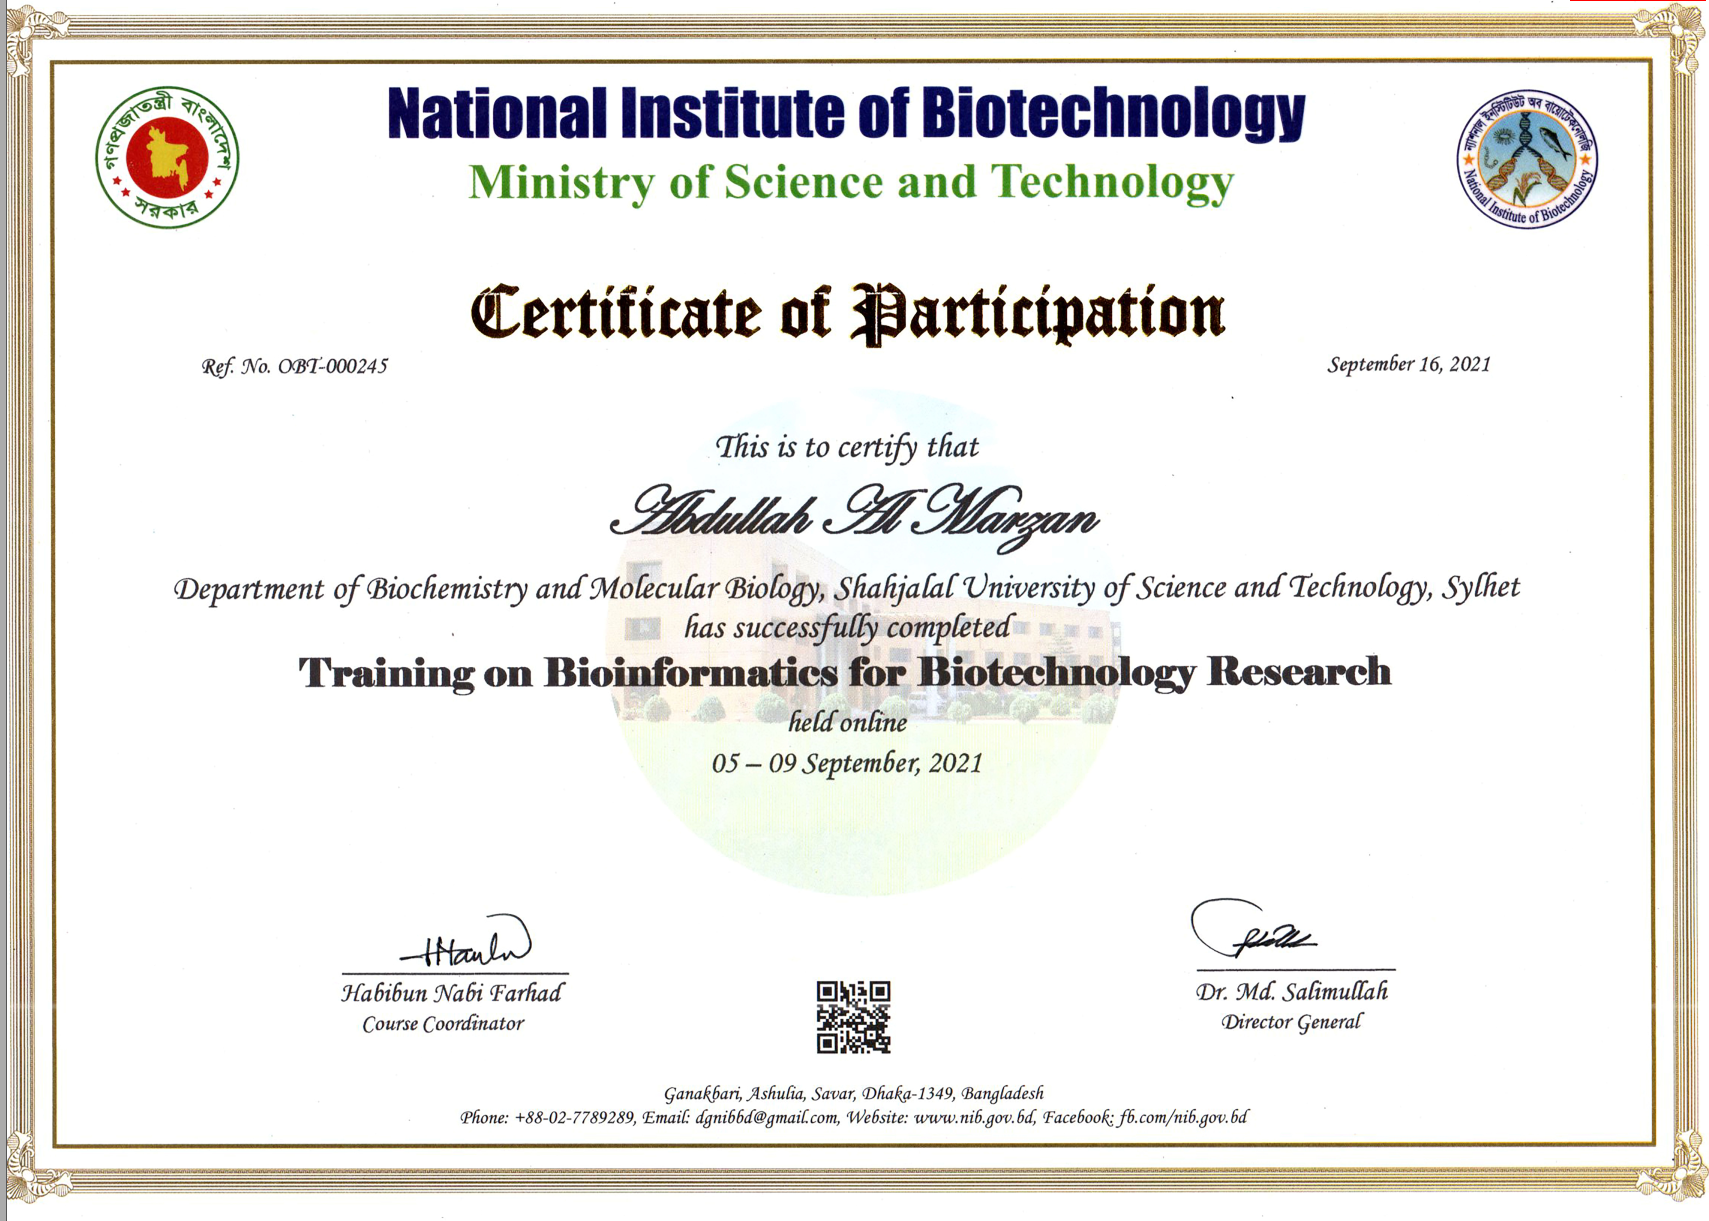 গণপ্রজাতন্ত্রী বাংলাদেশ
সরকার
National Institute of Biotechnology
Ministry of Science and Technology
ন্যাশনাল ইনস্টিটিউট অব বায়োটেকনোলজি
National Institute of Biotechnology
Certificate of Participation
Ref. No. OBT-000245
September 16, 2021
This is to certify that
Abdullah Al Marzan
Department of Biochemistry and Molecular Biology, Shahjalal University of Science and Technology, Sylhet
has successfully completed
Training on Bioinformatics for Biotechnology Research
held online
05 – 09 September, 2021
Habibun Nabi Farhad
Course Coordinator
Dr. Md. Salimullah
Director General
Ganakbari, Ashulia, Savar, Dhaka-1349, Bangladesh
Phone: +88-02-7789289, Email: dgnibbd@gmail.com, Website: www.nib.gov.bd, Facebook: fb.com/nib.gov.bd